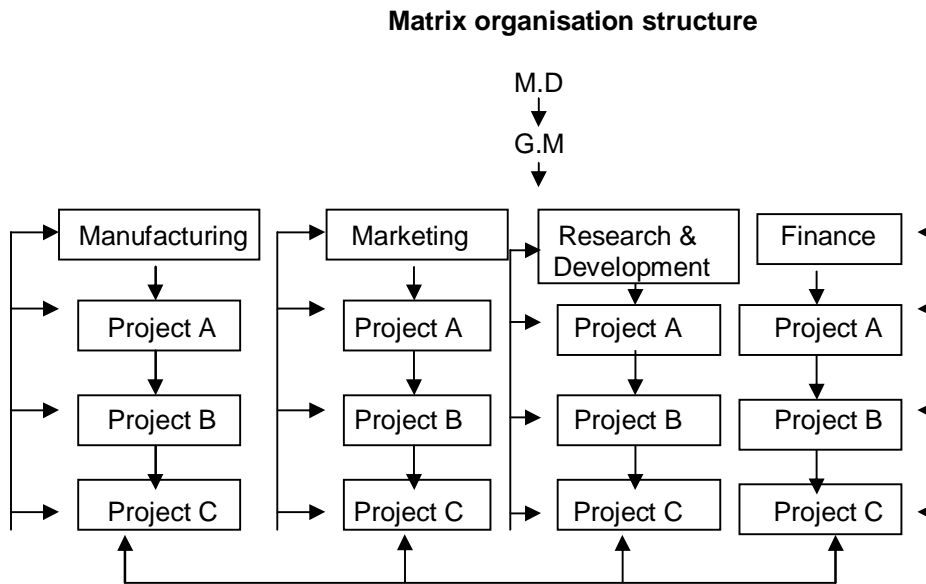 Matrix organisation structure
M.D
G.M
Manufacturing
Marketing
Research &
Development
Finance
Project A
Project A
Project A
Project A
Project B
Project B
Project B
Project B
Project C
Project C
Project C
Project C